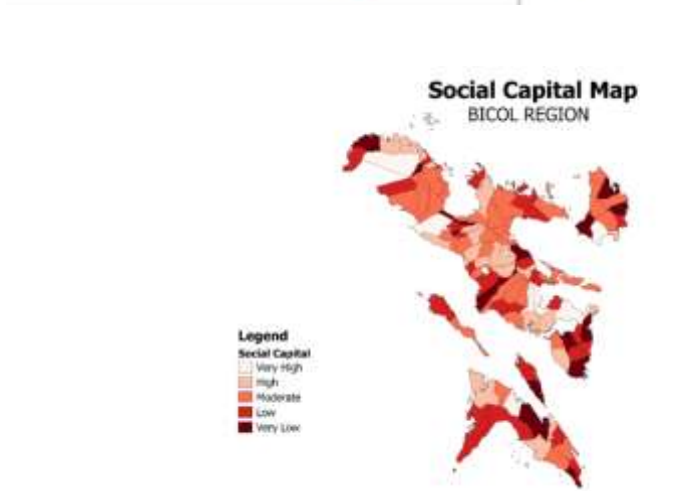 Social Capital Map
BICOL REGION
Legend
Social Capital
Very High
High
Moderate
Low
Very Low